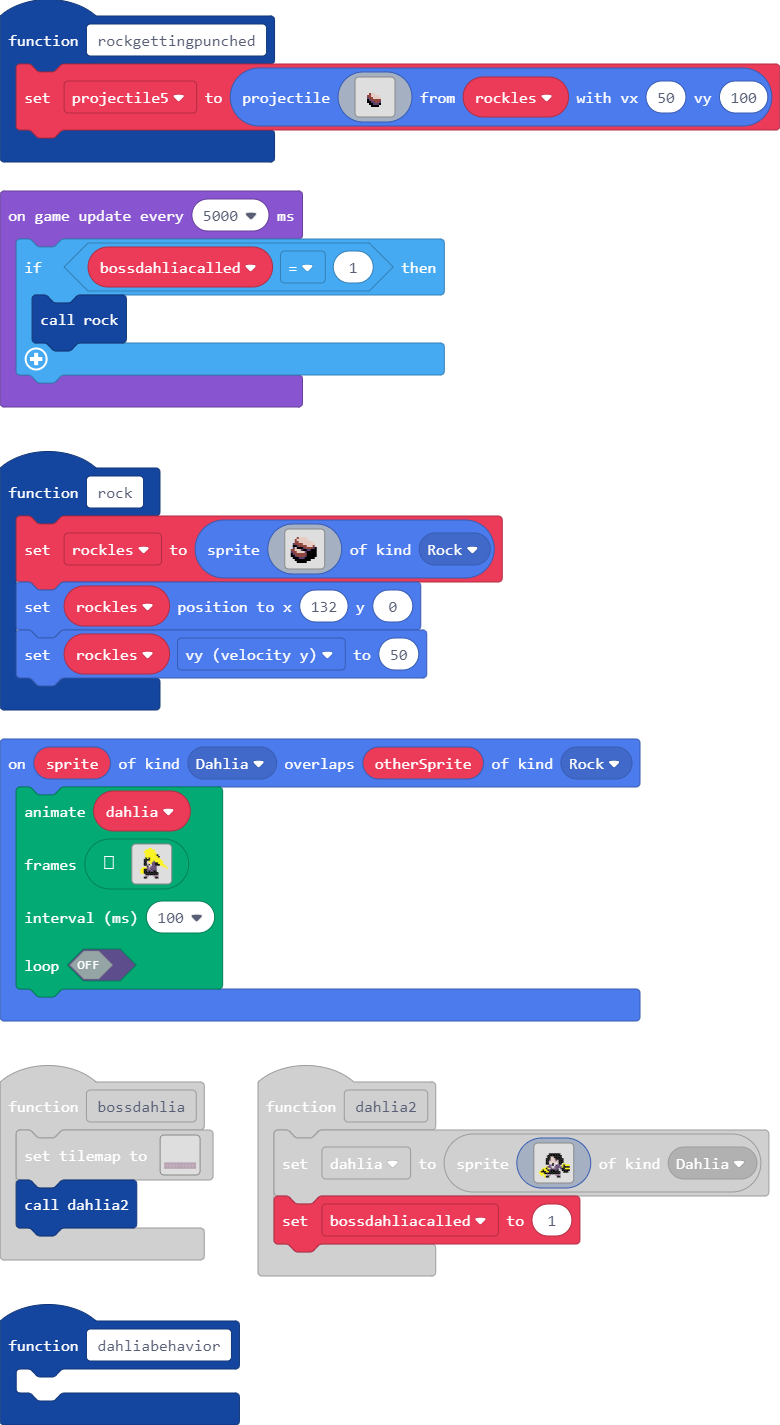 function rockgettingpunched
set projectile5 to projectile from rockles with vx 50 vy 100
on game update every 5000 ms
if bossdahliacalled = 1 then
call rock
function rock
set rockles to sprite of kind Rock
set rockles position to x 132 y 0
set rockles vy (velocity y) to 50
on sprite of kind Dahlia overlaps otherSprite of kind Rock
animate dahlia
frames
interval (ms) 100
loop OFF
function bossdahlia
set tilemap to
call dahlia2
function dahlia2
set dahlia to sprite of kind Dahlia
set bossdahliacalled to 1
function dahliabehavior